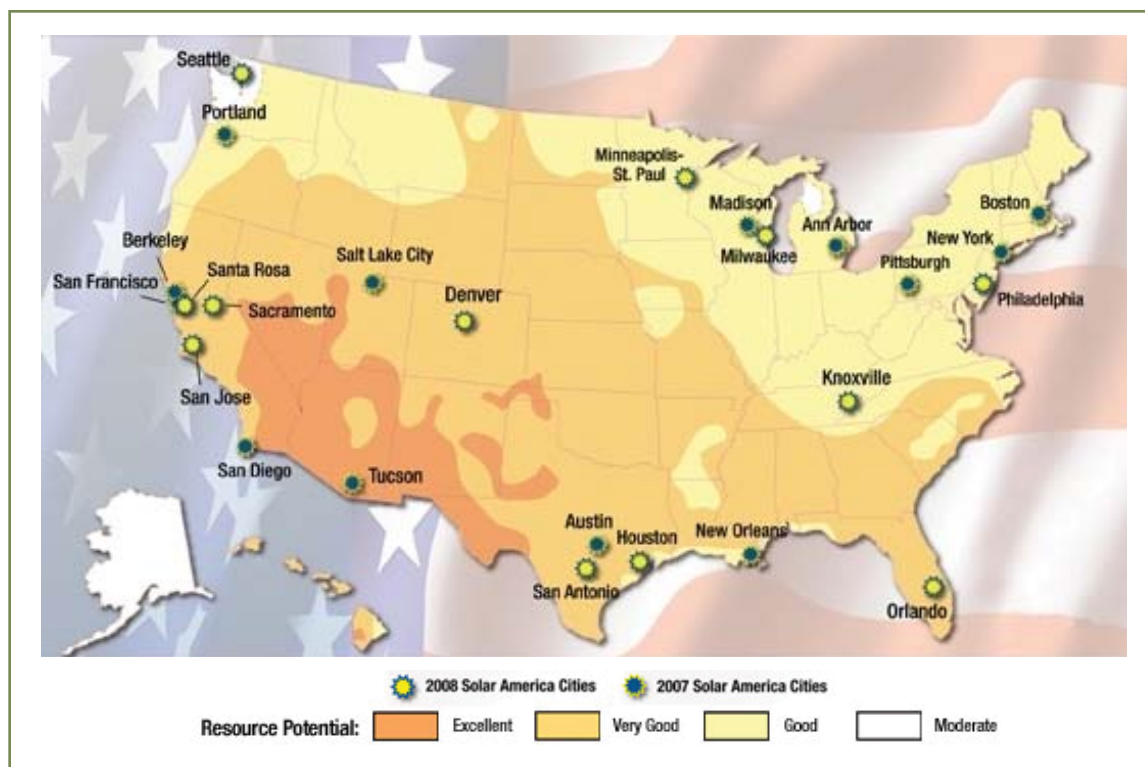 Seattle
Portland
Minneapolis-
St. Paul
Madison
Ann Arbor
Boston
Milwaukee
New York
Pittsburgh
Philadelphia
Berkeley
San Francisco
Santa Rosa
Salt Lake City
Sacramento
Denver
San Jose
Knoxville
San Diego
Tucson
Austin
Houston
New Orleans
San Antonio
Orlando
2008 Solar America Cities
2007 Solar America Cities
Resource Potential:
Excellent
Very Good
Good
Moderate